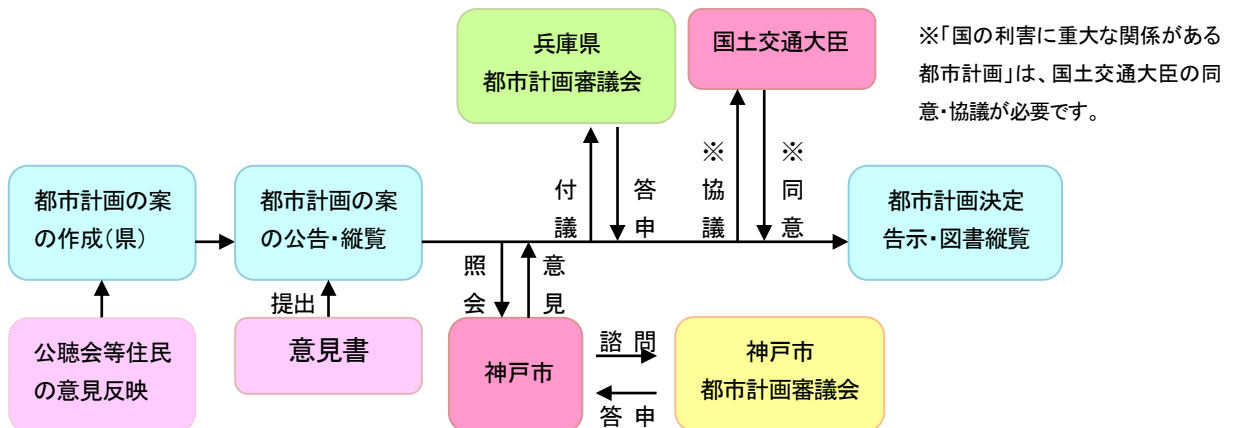 兵庫県
都市計画審議会
国土交通大臣
※「国の利害に重大な関係がある
都市計画」は、国土交通大臣の同
意・協議が必要です。
都市計画の案
の作成(県)
都市計画の案
の公告・縦覧
付議
答申
※協議
※同意
都市計画決定
告示・図書縦覧
照会
意見
提出
公聴会等住民
の意見反映
意見書
神戸市
諮問
答申
神戸市
都市計画審議会